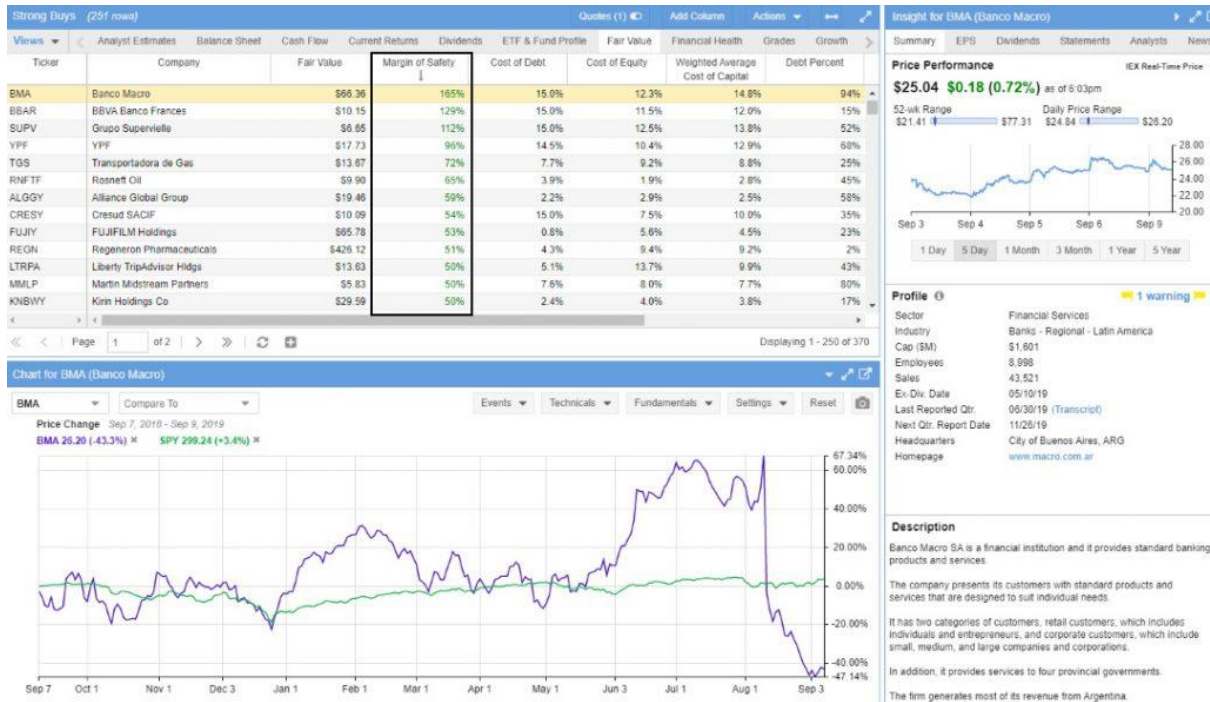 Strong Buys (251 rows) Quotes (1) Add Column Actions
Views Analyst Estimates Balance Sheet Cash Flow Current Returns Dividends ETF & Fund Profile Fair Value Financial Health Grades Growth
Ticker Company Fair Value Margin of Safety Cost of Debt Cost of Equity Weighted Average Debt Percent
Cost of Capital
BMA Banco Macro $66.36 165% 15.0% 12.3% 14.8% 94%
BBAR BBVA Banco Frances $10.15 129% 15.0% 11.5% 12.0% 15%
SUPV Grupo Supervielle $6.65 112% 15.0% 12.5% 13.8% 52%
YPF YPF $17.73 96% 14.5% 10.4% 12.9% 68%
TGS Transportadora de Gas $13.67 72% 7.7% 9.2% 8.8% 25%
RNFTF Rosneft Oil $9.90 65% 3.9% 1.9% 2.8% 45%
ALGGY Alliance Global Group $19.46 59% 2.2% 2.9% 2.5% 58%
CRESY Cresud SACIF $10.09 54% 15.0% 7.5% 10.0% 35%
FUJIY FUJIFILM Holdings $65.78 53% 0.8% 5.6% 4.5% 23%
REGN Regeneron Pharmaceuticals $426.12 51% 4.3% 9.4% 9.2% 2%
LTRPA Liberty TripAdvisor Hldgs $13.63 50% 5.1% 13.7% 9.9% 43%
MMLP Martin Midstream Partners $5.83 50% 7.6% 8.0% 7.7% 80%
KNBWY Kirin Holdings Co $29.59 50% 2.4% 4.0% 3.8% 17%
Page 1 of 2 Displaying 1 - 250 of 370
Chart for BMA (Banco Macro)
BMA Compare To Events Technicals Fundamentals Settings Reset
Price Change Sep 7, 2018 - Sep 9, 2019
BMA 26.20 (-43.3%) SPY 299.24 (+3.4%)
67.34%
60.00%
40.00%
20.00%
0.00%
-20.00%
-40.00%
-47.14%
Sep 7 Oct 1 Nov 1 Dec 3 Jan 1 Feb 1 Mar 1 Apr 1 May 1 Jun 3 Jul 1 Aug 1 Sep 3
Insight for BMA (Banco Macro)
Summary EPS Dividends Statements Analysts News
Price Performance IEX Real-Time Price
$25.04 $0.18 (0.72%) as of 6:03pm
52-wk Range Daily Price Range
$21.41 $77.31 $24.84 $26.20
28.00
26.00
24.00
22.00
20.00
Sep 3 Sep 4 Sep 5 Sep 6 Sep 9
1 Day 5 Day 1 Month 3 Month 1 Year 5 Year
Profile 1 warning
Sector Financial Services
Industry Banks - Regional - Latin America
Cap ($M) $1,601
Employees 8,998
Sales 43,521
Ex-Div. Date 05/10/19
Last Reported Qtr. 06/30/19 (Transcript)
Next Qtr. Report Date 11/26/19
Headquarters City of Buenos Aires, ARG
Homepage www.macro.com.ar
Description
Banco Macro SA is a financial institution and it provides standard banking
products and services.
The company presents its customers with standard products and
services that are designed to suit individual needs.
It has two categories of customers, retail customers, which includes
individuals and entrepreneurs, and corporate customers, which include
small, medium, and large companies and corporations.
In addition, it provides services to four provincial governments.
The firm generates most of its revenue from Argentina.